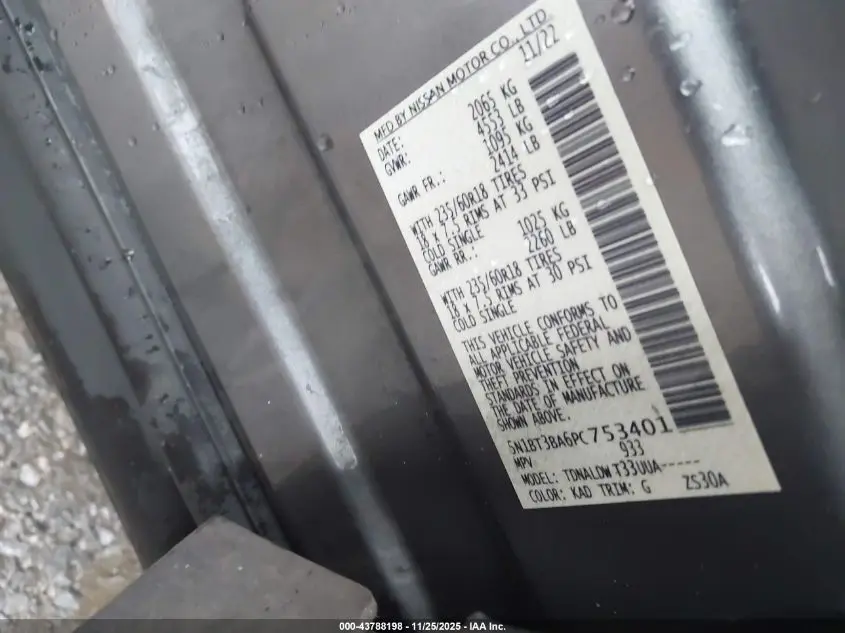 MFD BY NISSAN MOTOR CO., LTD
DATE: 11/22
GVWR: 2065 KG
4553 LB
GAWR FR.: 1095 KG
2414 LB
WITH 235/60R18 TIRES
18 X 7.5 RIMS AT 33 PSI
COLD SINGLE
GAWR RR.: 1025 KG
2260 LB
WITH 235/60R18 TIRES
18 X 7.5 RIMS AT 30 PSI
COLD SINGLE
THIS VEHICLE CONFORMS TO
ALL APPLICABLE FEDERAL
MOTOR VEHICLE SAFETY AND
THEFT PREVENTION
STANDARDS IN EFFECT ON
THE DATE OF MANUFACTURE
SHOWN ABOVE.
5N1BT3BA6PC753401
MPV 933
MODEL: TDNALDW T33UUA-----
COLOR: KAD TRIM: G ZS30A
000-43788198 - 11/25/2025 - IAA Inc.